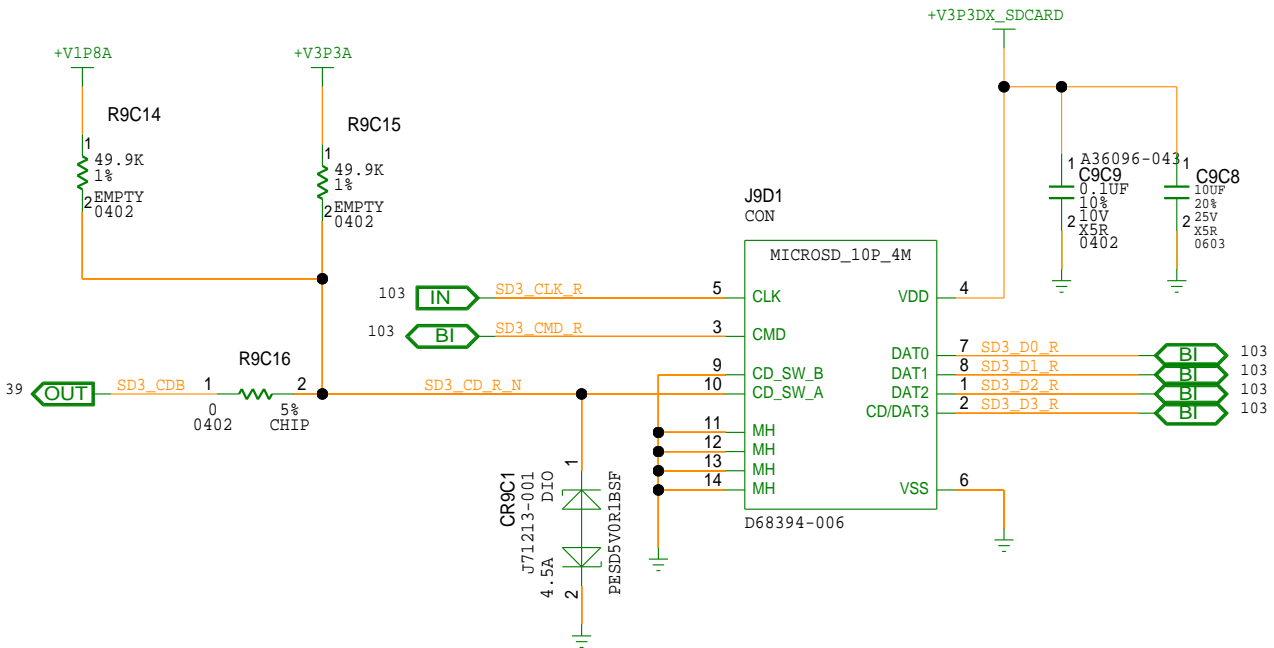 +V3P3DX_SDCARD
+V1P8A
+V3P3A
R9C14
1
49.9K
1%
EMPTY
2
0402
R9C15
1
49.9K
1%
EMPTY
2
0402
1
A36096-043
C9C9
0.1UF
10%
2
10V
X5R
0402
1
C9C8
10UF
20%
2
25V
X5R
0603
J9D1
CON
MICROSD_10P_4M
103 IN SD3_CLK_R 5 CLK
VDD 4
103 BI SD3_CMD_R 3 CMD
DAT0 7 SD3_D0_R BI 103
9 CD_SW_B
DAT1 8 SD3_D1_R BI 103
10 CD_SW_A
DAT2 1 SD3_D2_R BI 103
CD/DAT3 2 SD3_D3_R BI 103
11 MH
12 MH
13 MH
14 MH
VSS 6
D68394-006
R9C16
39 OUT SD3_CDB 1 2 SD3_CD_R_N
0 5%
0402 CHIP
1
CR9C1
J71213-001
4.5A DIO
PESD5V0R1BSF
2